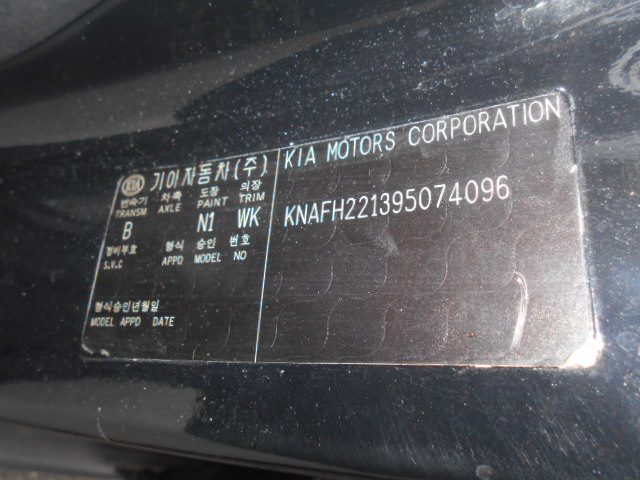 KIA 기아자동차(주)
변속기 차축 도장 의장
TRANSM AXLE PAINT TRIM
B N1 WK
정비부호 형식 승인 번호
S.V.C APPD MODEL NO
형식승인년월일
MODEL APPD DATE
KIA MOTORS CORPORATION
KNAFH221395074096